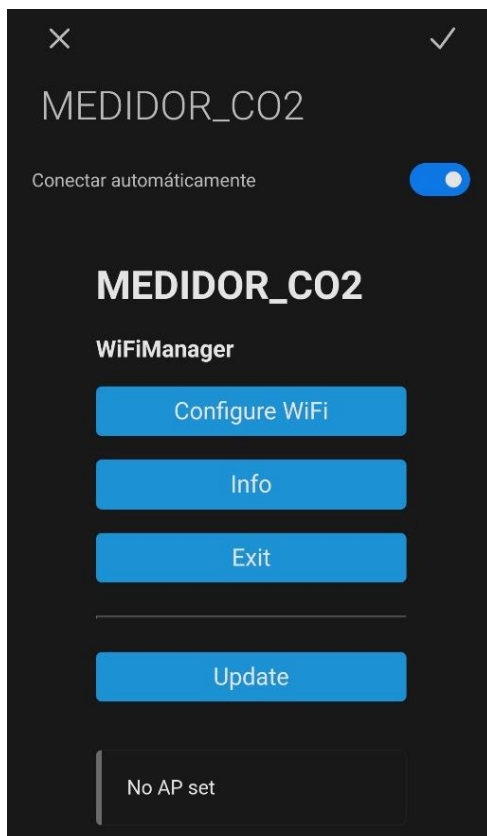 MEDIDOR_CO2
Conectar automáticamente
MEDIDOR_CO2
WiFiManager
Configure WiFi
Info
Exit
Update
No AP set